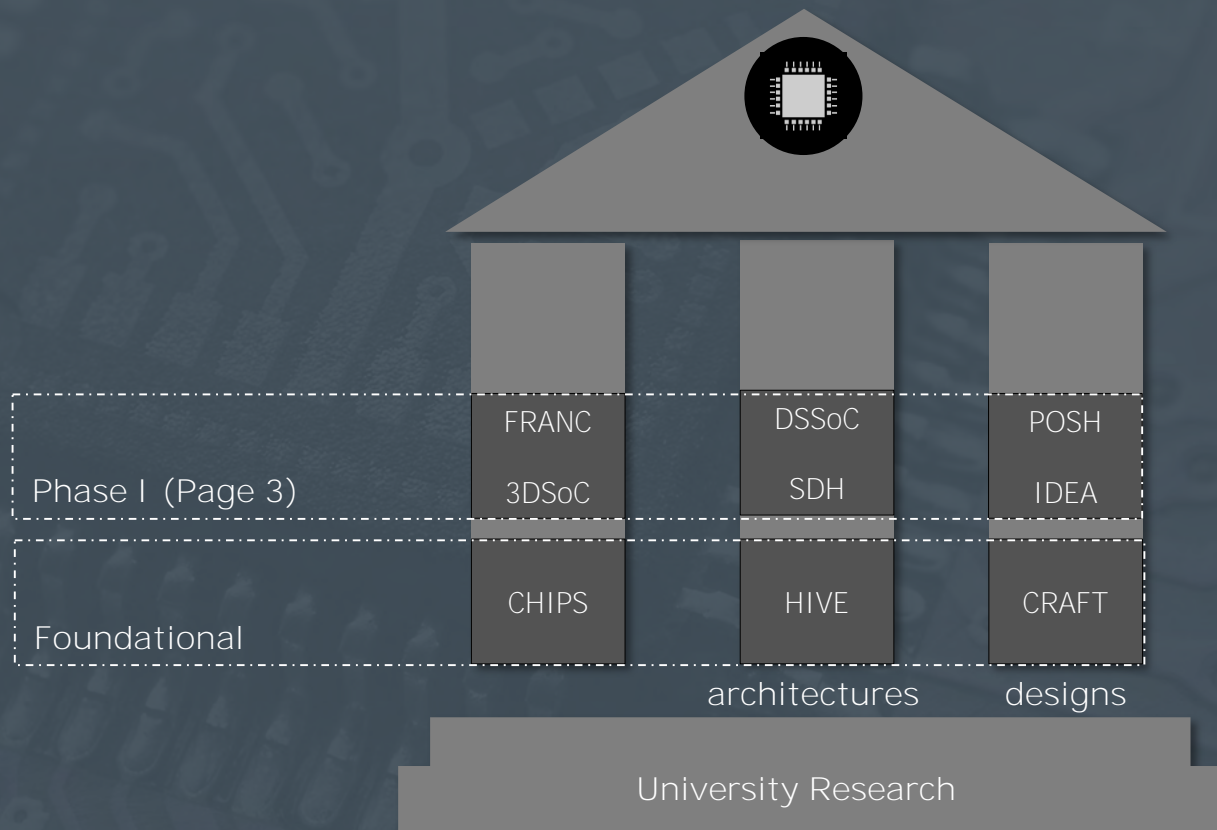 FRANC
DSSoC
POSH
Phase I (Page 3)
3DSoC
SDH
IDEA
CHIPS
HIVE
CRAFT
Foundational
architectures
designs
University Research